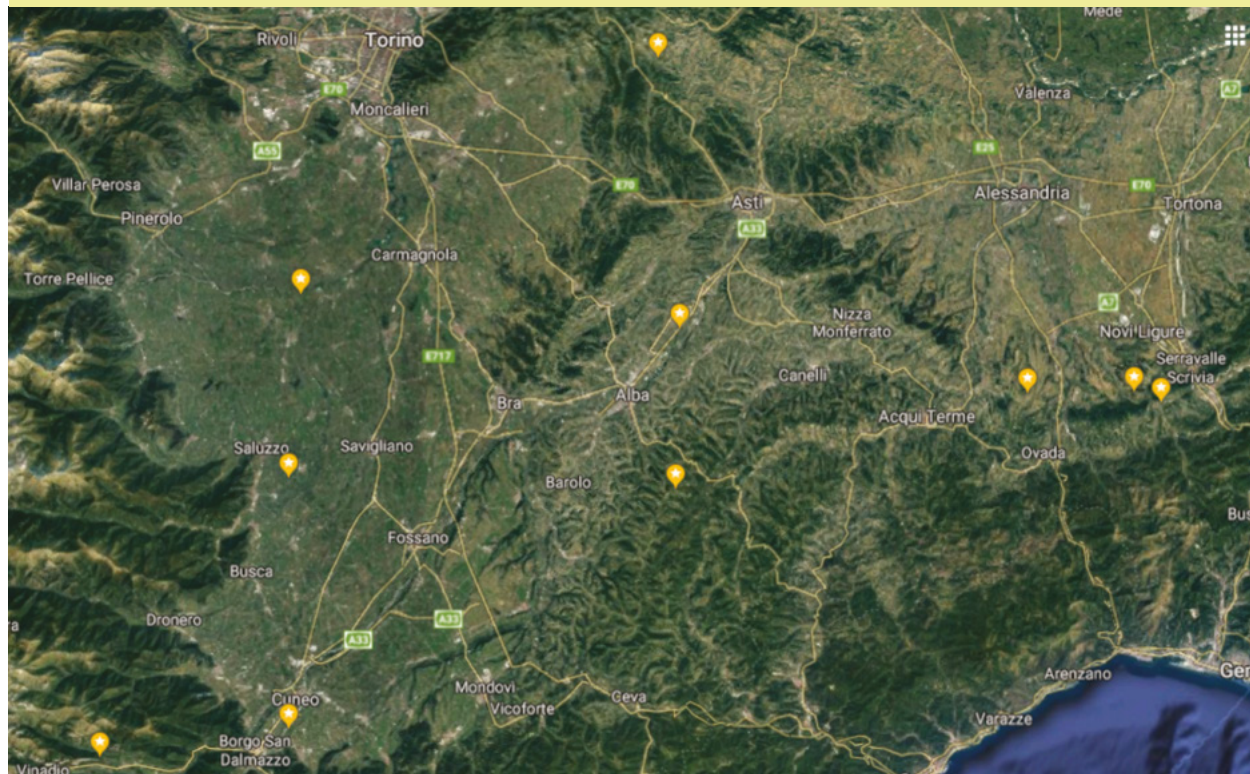 Mede
Rivoli
Torino
E70
A7
Valenza
Moncalieri
A55
E25
Villar Perosa
E70
E70
Alessandria
Asti
Tortona
Pinerolo
A33
Carmagnola
Torre Pellice
A7
Nizza
Monferrato
Novi Ligure
E717
Serravalle
Scrivia
Canelli
Alba
Bra
Acqui Terme
Saluzzo
Savigliano
Ovada
Barolo
Bus
Fossano
Busca
Dronero
A33
ra
A33
Gen
Arenzano
Mondovì
Cuneo
Ceva
Vicoforte
Varazze
Borgo San
Dalmazzo
Vinadio